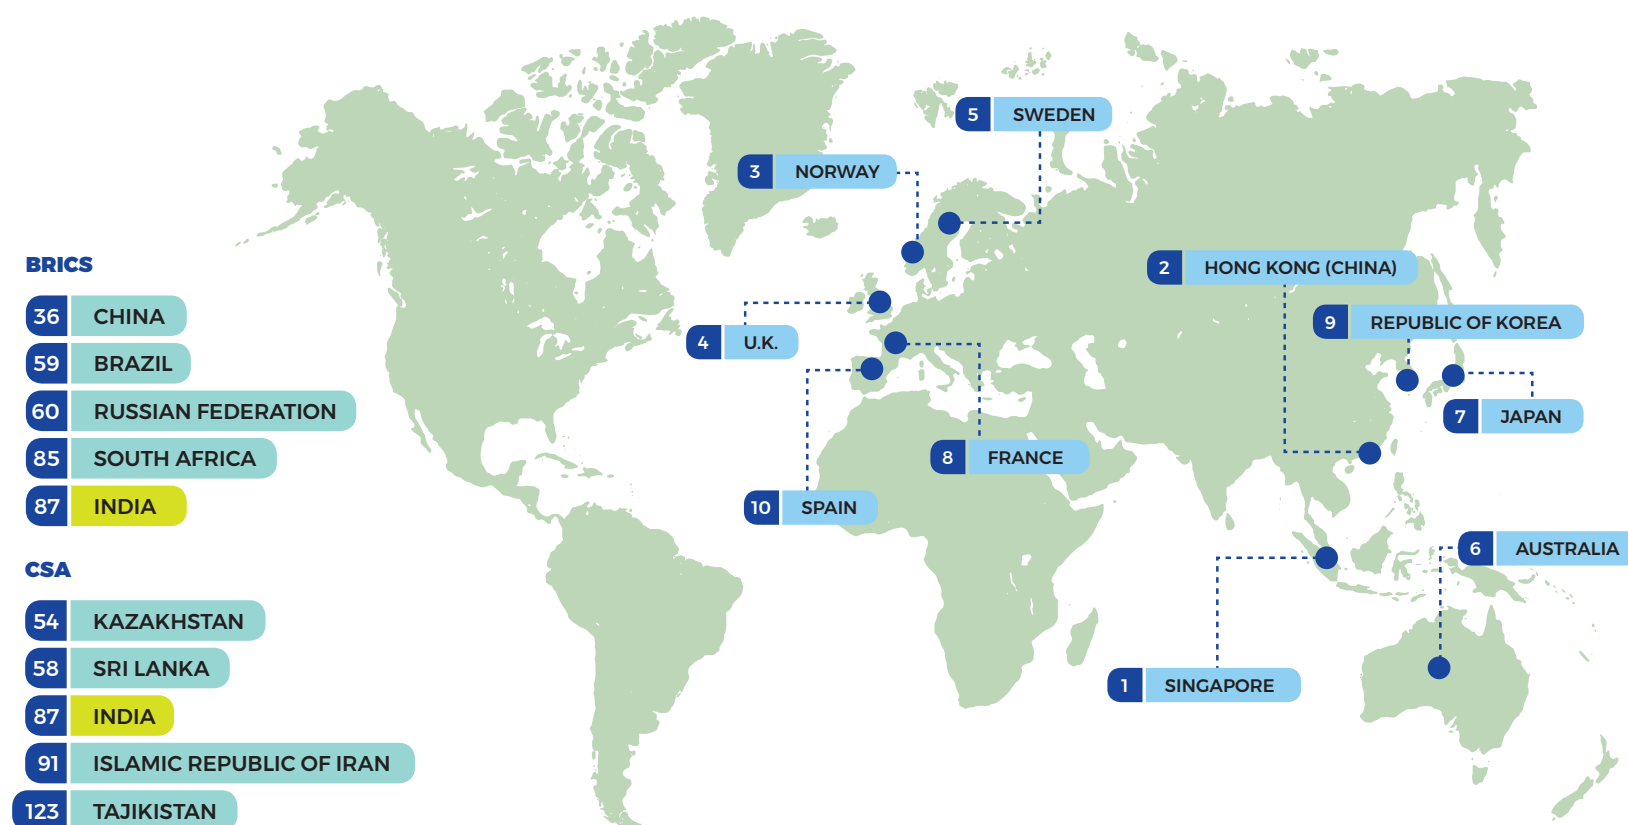 5 SWEDEN
3 NORWAY
BRICS
2 HONG KONG (CHINA)
36 CHINA
9 REPUBLIC OF KOREA
4 U.K.
59 BRAZIL
60 RUSSIAN FEDERATION
7 JAPAN
85 SOUTH AFRICA
8 FRANCE
87 INDIA
10 SPAIN
6 AUSTRALIA
CSA
54 KAZAKHSTAN
58 SRI LANKA
1 SINGAPORE
87 INDIA
91 ISLAMIC REPUBLIC OF IRAN
123 TAJIKISTAN